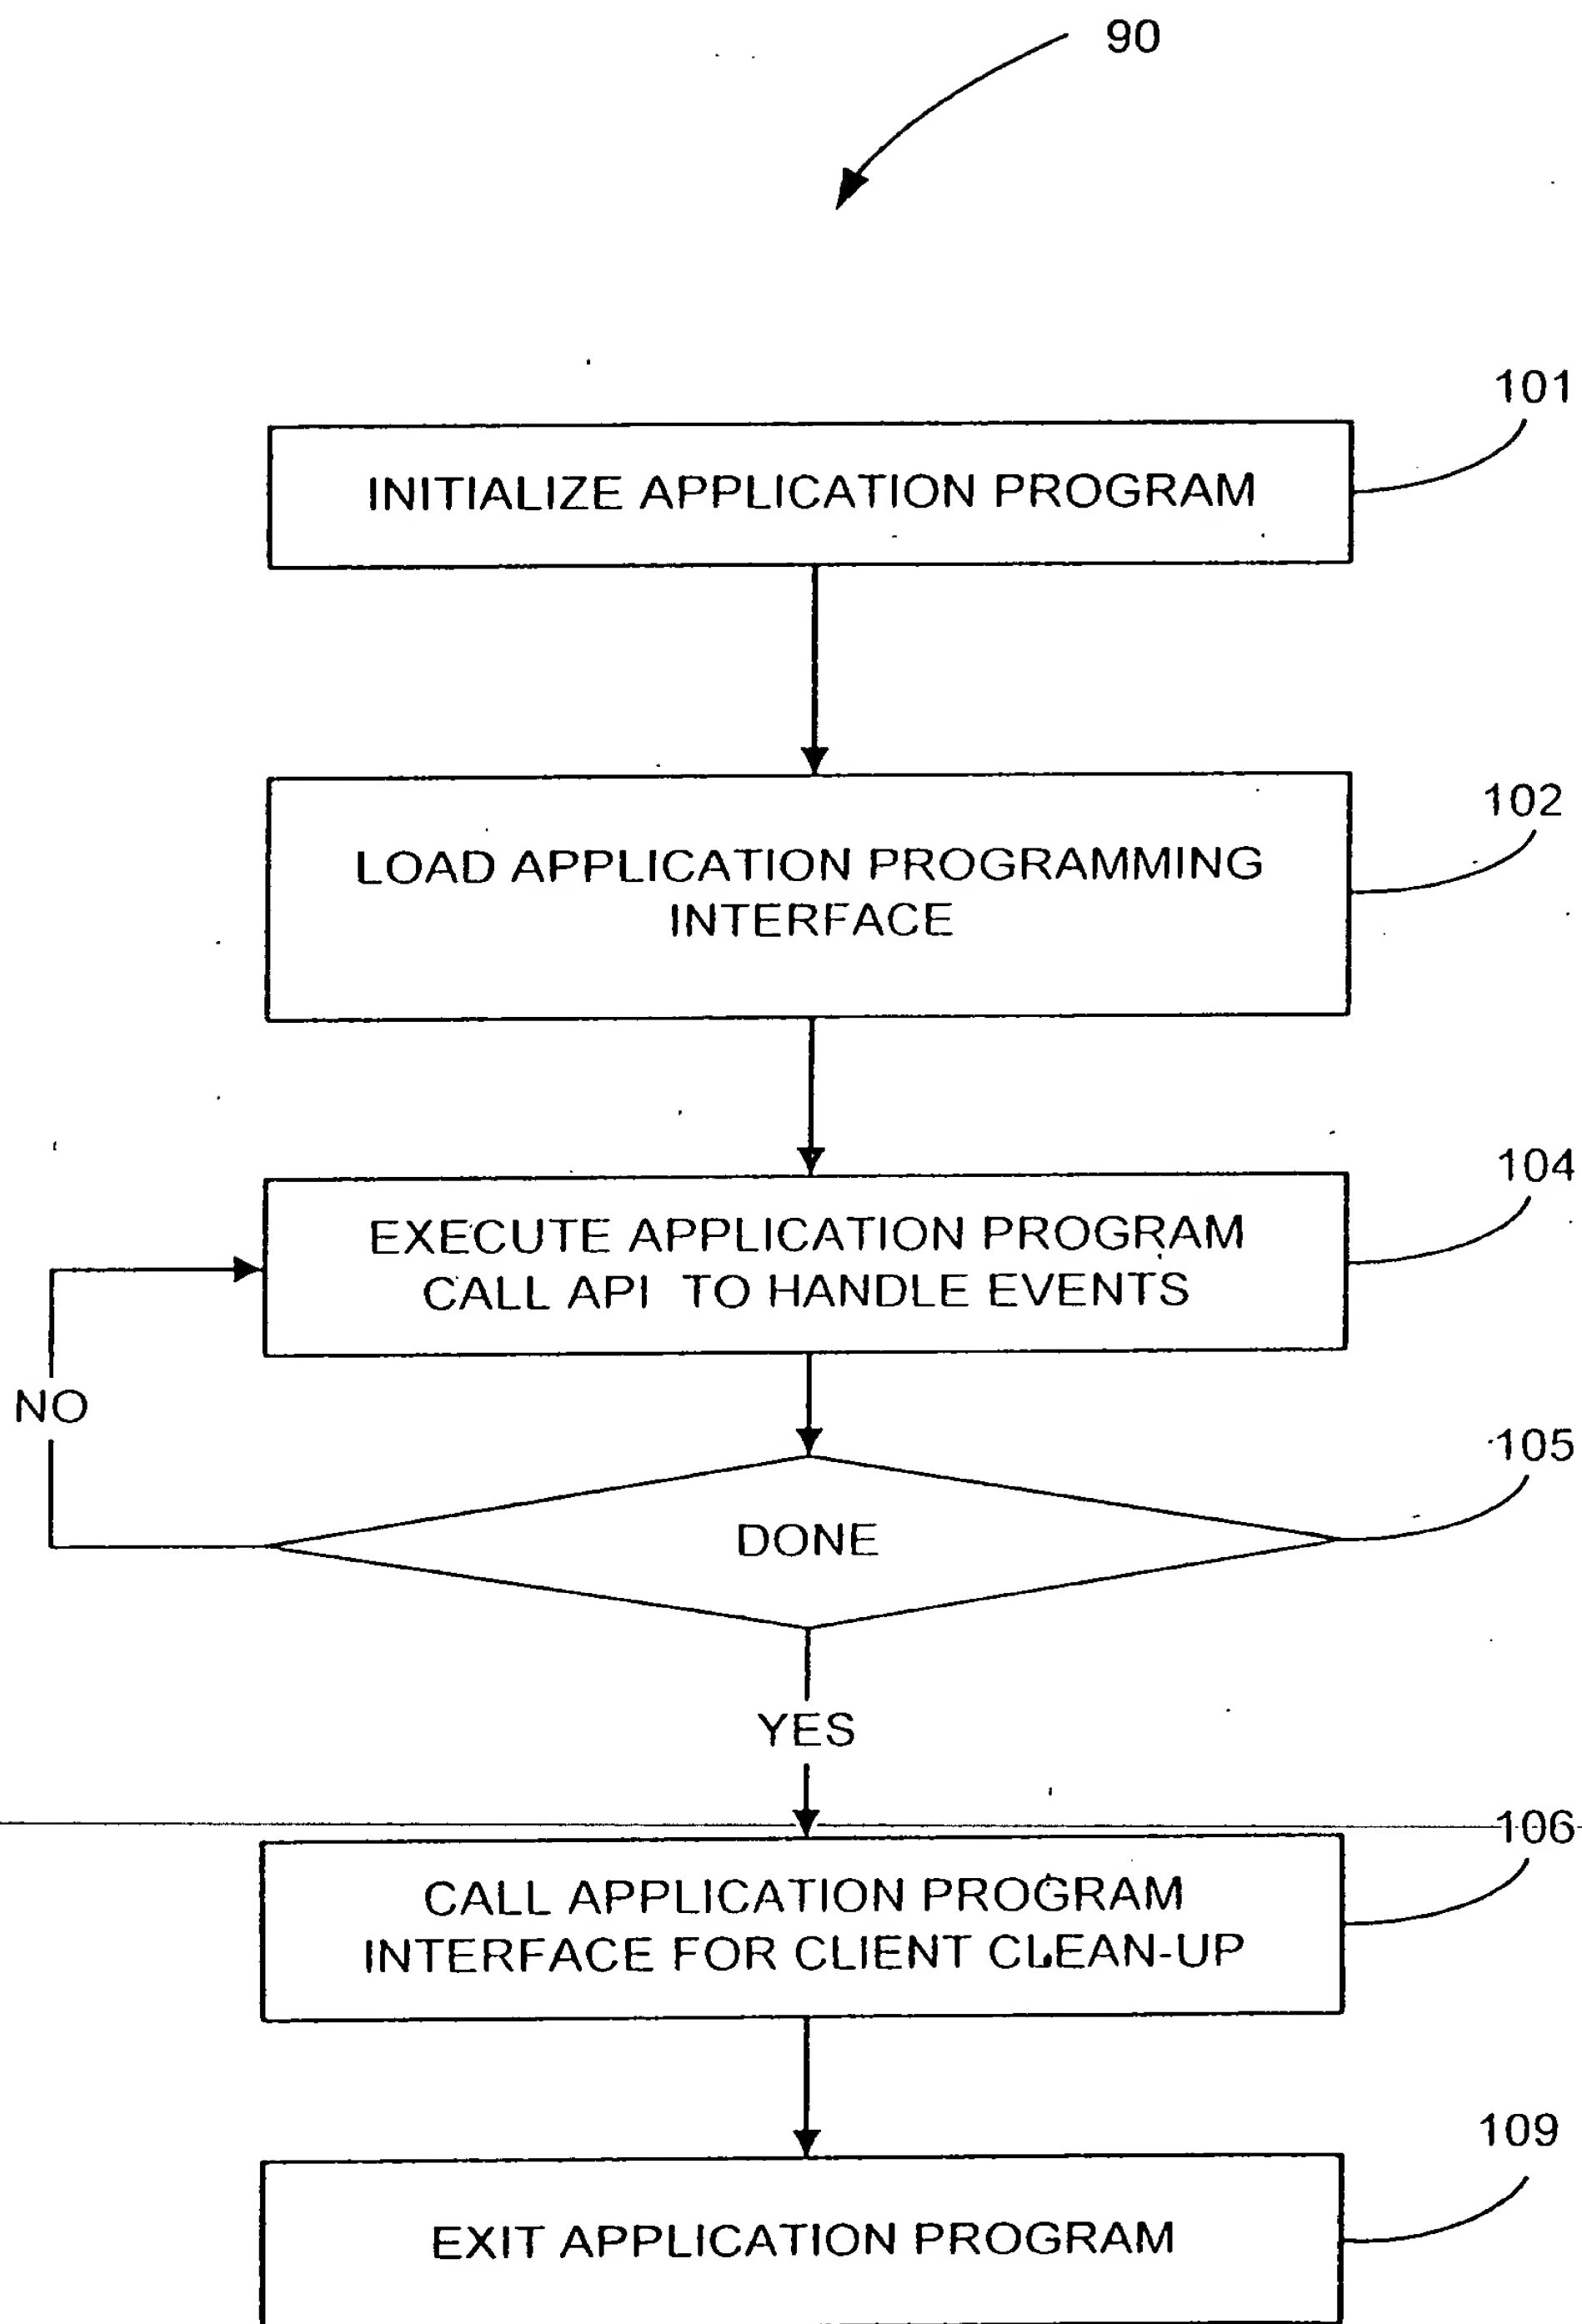 90
101
INITIALIZE APPLICATION PROGRAM
102
LOAD APPLICATION PROGRAMMING
INTERFACE
104
EXECUTE APPLICATION PROGRAM
CALL API TO HANDLE EVENTS
NO
105
DONE
YES
106
CALL APPLICATION PROGRAM
INTERFACE FOR CLIENT CLEAN-UP
109
EXIT APPLICATION PROGRAM